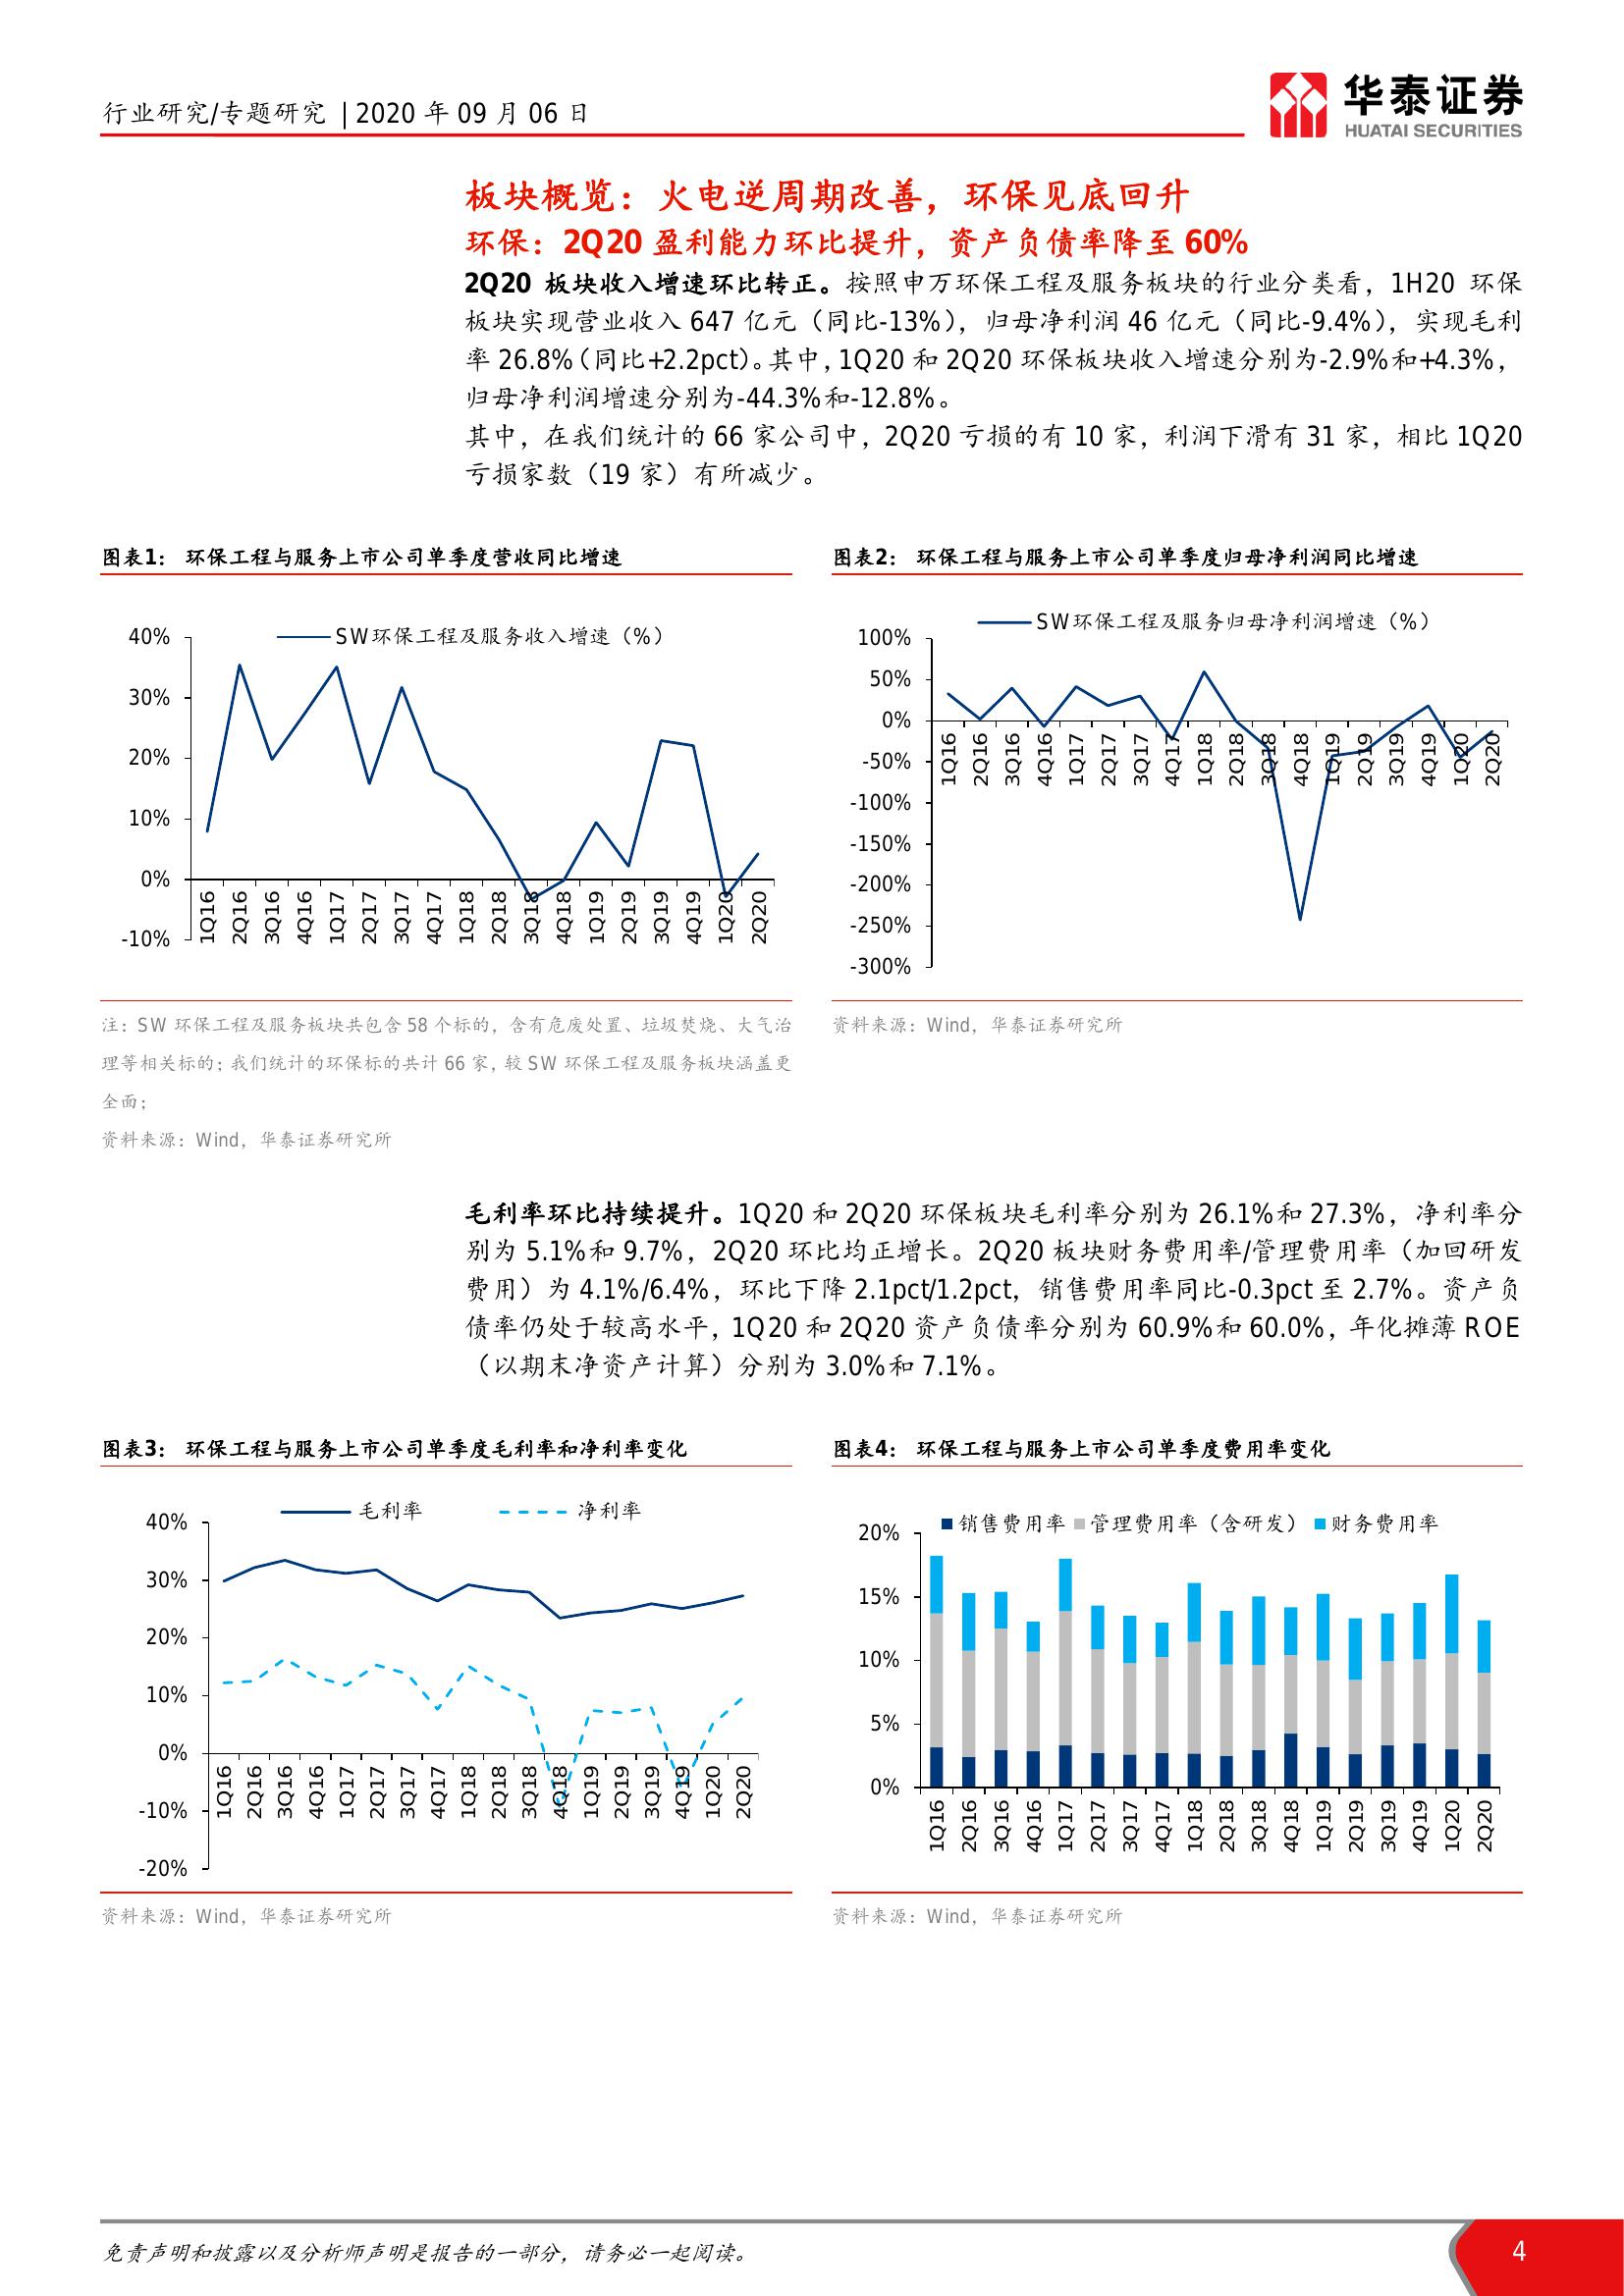 行业研究/专题研究 | 2020 年 09 月 06 日
华泰证券
HUATAI SECURITIES
板块概览：火电逆周期改善，环保见底回升
环保：2Q20 盈利能力环比提升，资产负债率降至 60%
2Q20 板块收入增速环比转正。按照申万环保工程及服务板块的行业分类看，1H20 环保
板块实现营业收入 647 亿元（同比-13%），归母净利润 46 亿元（同比-9.4%），实现毛利
率 26.8%（同比+2.2pct）。其中，1Q20 和 2Q20 环保板块收入增速分别为-2.9%和+4.3%，
归母净利润增速分别为-44.3%和-12.8%。
其中，在我们统计的 66 家公司中，2Q20 亏损的有 10 家，利润下滑有 31 家，相比 1Q20
亏损家数（19 家）有所减少。
图表1： 环保工程与服务上市公司单季度营收同比增速
SW环保工程及服务收入增速（%）
40%
30%
20%
10%
0%
-10%
1Q16 2Q16 3Q16 4Q16 1Q17 2Q17 3Q17 4Q17 1Q18 2Q18 3Q18 4Q18 1Q19 2Q19 3Q19 4Q19 1Q20 2Q20
注：SW 环保工程及服务板块共包含 58 个标的，含有危废处置、垃圾焚烧、大气治
理等相关标的；我们统计的环保标的共计 66 家，较 SW 环保工程及服务板块涵盖更
全面；
资料来源：Wind，华泰证券研究所
图表2： 环保工程与服务上市公司单季度归母净利润同比增速
SW环保工程及服务归母净利润增速（%）
100%
50%
0%
-50%
-100%
-150%
-200%
-250%
-300%
1Q16 2Q16 3Q16 4Q16 1Q17 2Q17 3Q17 4Q17 1Q18 2Q18 3Q18 4Q18 1Q19 2Q19 3Q19 4Q19 1Q20 2Q20
资料来源：Wind，华泰证券研究所
毛利率环比持续提升。1Q20 和 2Q20 环保板块毛利率分别为 26.1%和 27.3%，净利率分
别为 5.1%和 9.7%，2Q20 环比均正增长。2Q20 板块财务费用率/管理费用率（加回研发
费用）为 4.1%/6.4%，环比下降 2.1pct/1.2pct，销售费用率同比-0.3pct 至 2.7%。资产负
债率仍处于较高水平，1Q20 和 2Q20 资产负债率分别为 60.9%和 60.0%，年化摊薄 ROE
（以期末净资产计算）分别为 3.0%和 7.1%。
图表3： 环保工程与服务上市公司单季度毛利率和净利率变化
毛利率 净利率
40%
30%
20%
10%
0%
-10%
-20%
1Q16 2Q16 3Q16 4Q16 1Q17 2Q17 3Q17 4Q17 1Q18 2Q18 3Q18 4Q18 1Q19 2Q19 3Q19 4Q19 1Q20 2Q20
资料来源：Wind，华泰证券研究所
图表4： 环保工程与服务上市公司单季度费用率变化
销售费用率 管理费用率（含研发） 财务费用率
20%
15%
10%
5%
0%
1Q16 2Q16 3Q16 4Q16 1Q17 2Q17 3Q17 4Q17 1Q18 2Q18 3Q18 4Q18 1Q19 2Q19 3Q19 4Q19 1Q20 2Q20
资料来源：Wind，华泰证券研究所
免责声明和披露以及分析师声明是报告的一部分，请务必一起阅读。
4